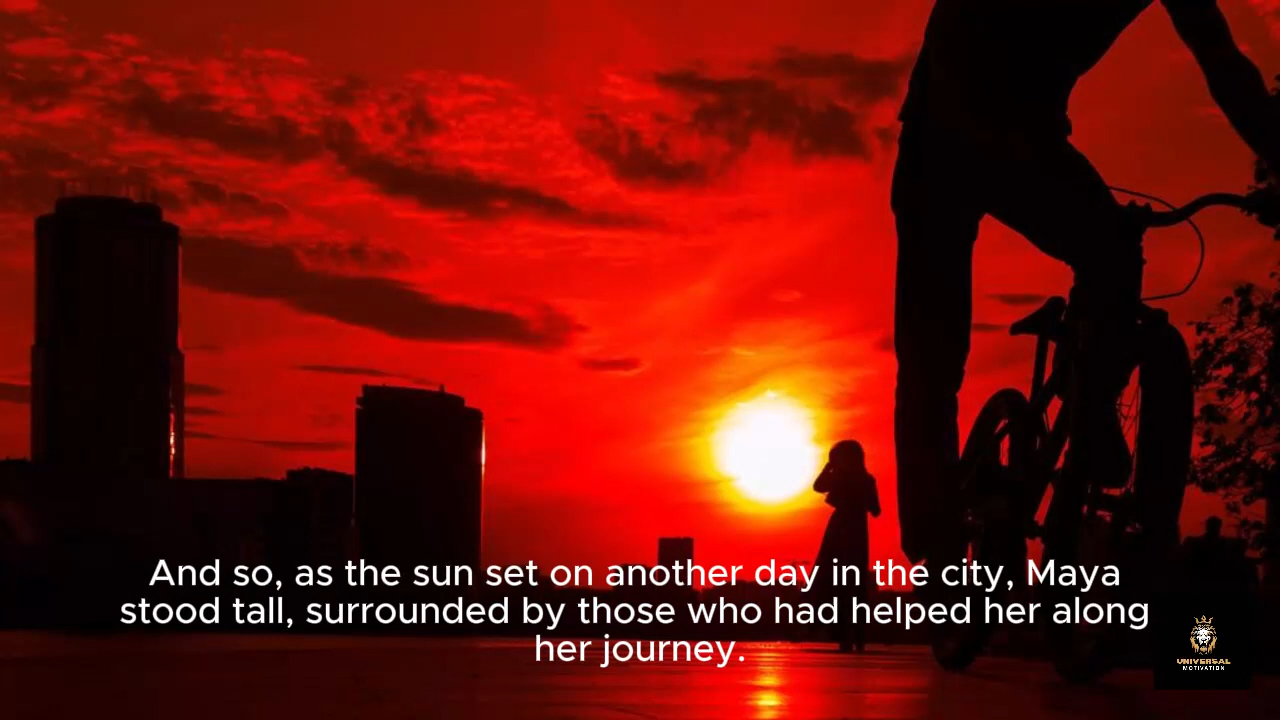 And so, as the sun set on another day in the city, Maya
stood tall, surrounded by those who had helped her along
her journey.
UNIVERSAL
MOTIVATION